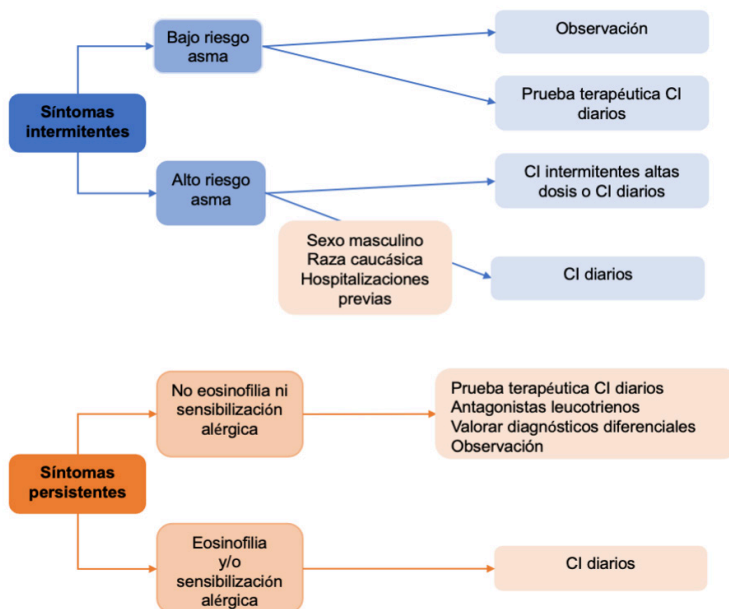 Bajo riesgo
asma
Observación
Síntomas
intermitentes
Prueba terapéutica CI
diarios
Alto riesgo
asma
CI intermitentes altas
dosis o CI diarios
Sexo masculino
Raza caucásica
Hospitalizaciones
previas
CI diarios
No eosinofilia ni
sensibilización
alérgica
Prueba terapéutica CI diarios
Antagonistas leucotrienos
Valorar diagnósticos diferenciales
Observación
Síntomas
persistentes
Eosinofilia
y/o
sensibilización
alérgica
CI diarios